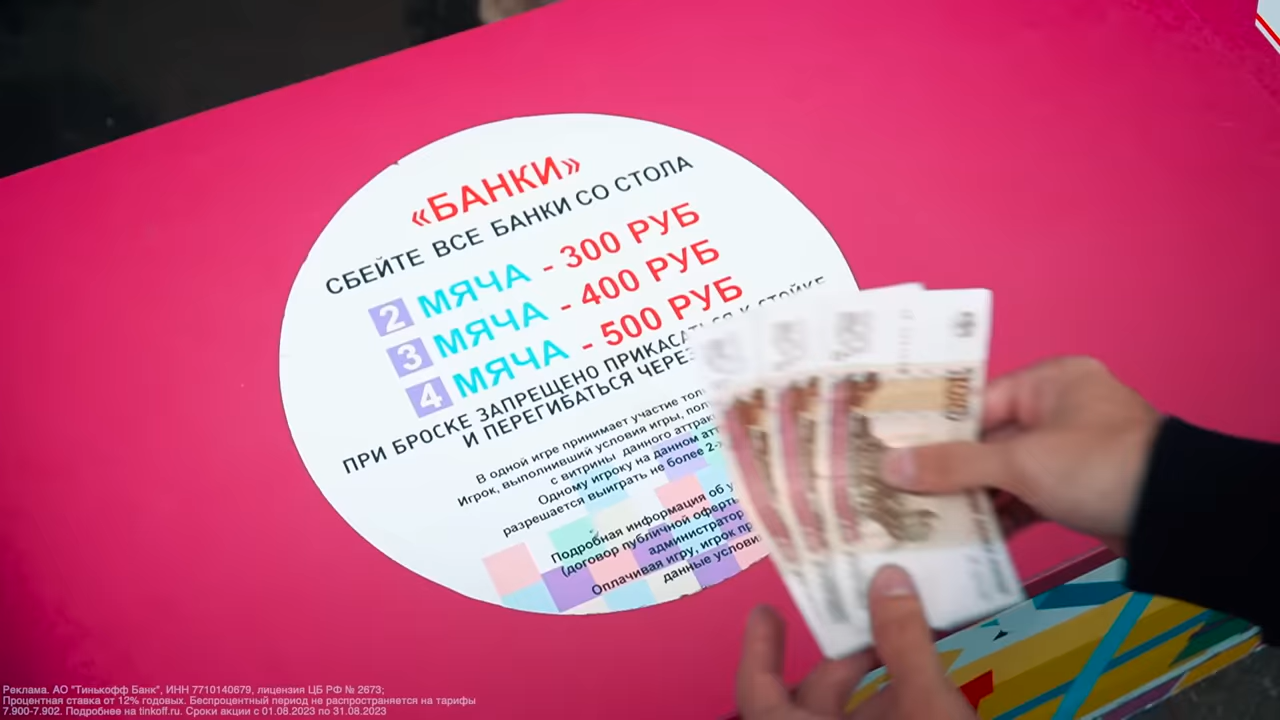 «БАНКИ»
СБЕЙТЕ ВСЕ БАНКИ СО СТОЛА
2 МЯЧА - 300 РУБ
3 МЯЧА - 400 РУБ
4 МЯЧА - 500 РУБ
ПРИ БРОСКЕ ЗАПРЕЩЕНО ПРИКАСАТЬСЯ К СТОЙКЕ
И ПЕРЕГИБАТЬСЯ ЧЕРЕЗ
В одной игре принимает участие
Игрок, выполнивший условия игры,
с витрины данного
Одному игроку на данном
разрешается выиграть не более
Подробная информация об
(договор публичной оферты
администратор
Оплачивая игру, игрок
данные
Реклама. АО "Тинькофф Банк", ИНН 7710140679, лицензия ЦБ РФ № 2673;
Процентная ставка от 12% годовых. Беспроцентный период не распространяется на тарифы
7.900-7.902. Подробнее на tinkoff.ru. Сроки акции с 01.08.2023 по 31.08.2023